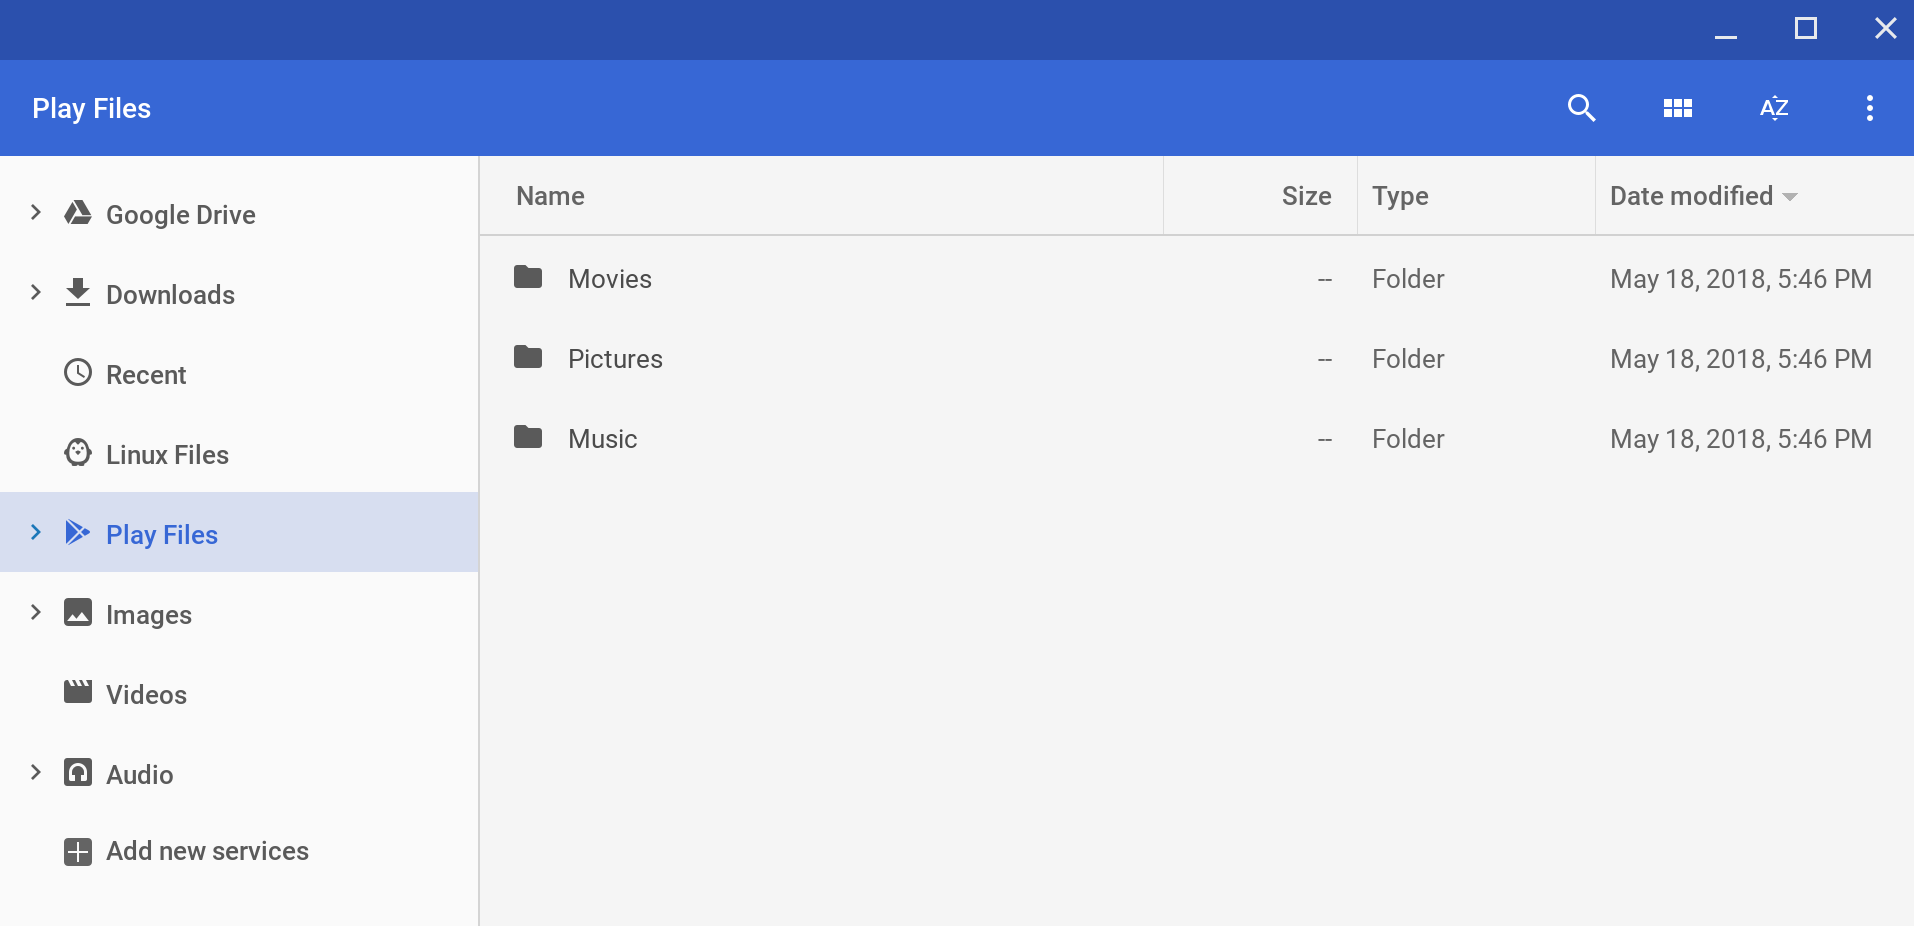 Play Files
AZ
Google Drive
Downloads
Recent
Linux Files
Play Files
Images
Videos
Audio
Add new services
Name Size Type Date modified
Movies -- Folder May 18, 2018, 5:46 PM
Pictures -- Folder May 18, 2018, 5:46 PM
Music -- Folder May 18, 2018, 5:46 PM